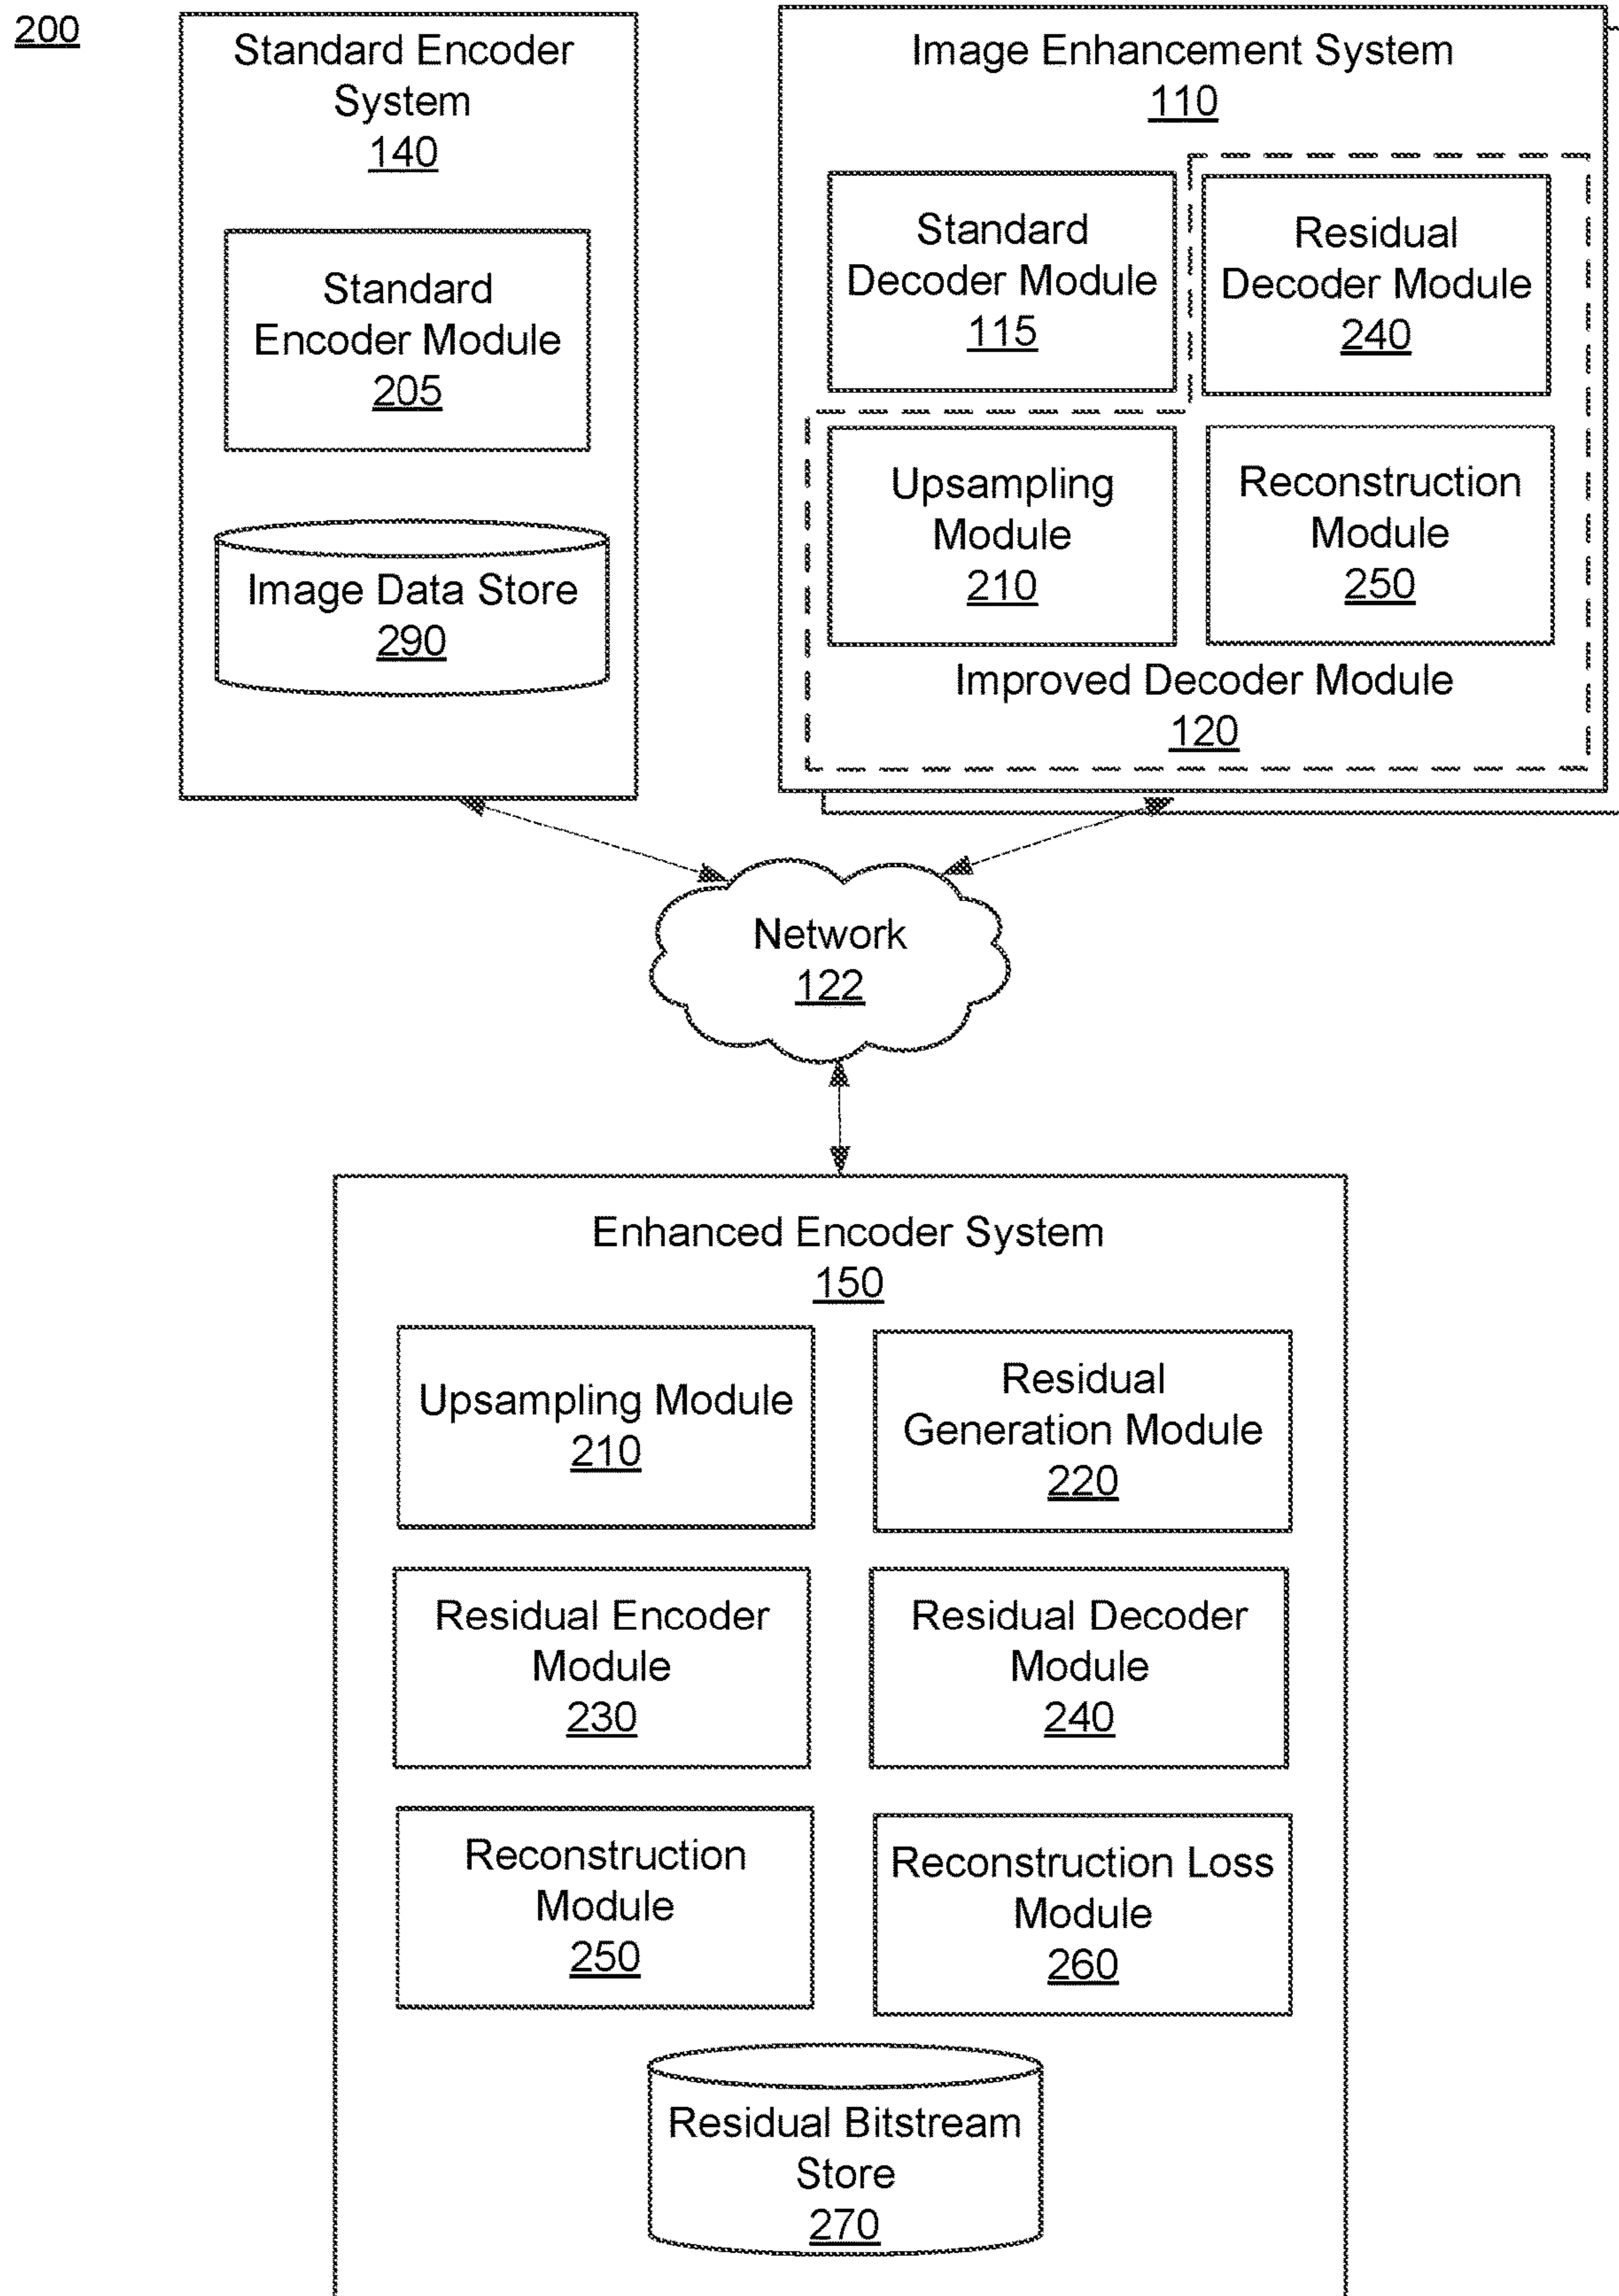 200
Standard Encoder
System
140
Standard
Encoder Module
205
Image Data Store
290
Image Enhancement System
110
Standard
Decoder Module
115
Residual
Decoder Module
240
Upsampling
Module
210
Reconstruction
Module
250
Improved Decoder Module
120
Network
122
Enhanced Encoder System
150
Upsampling Module
210
Residual
Generation Module
220
Residual Encoder
Module
230
Residual Decoder
Module
240
Reconstruction
Module
250
Reconstruction Loss
Module
260
Residual Bitstream
Store
270